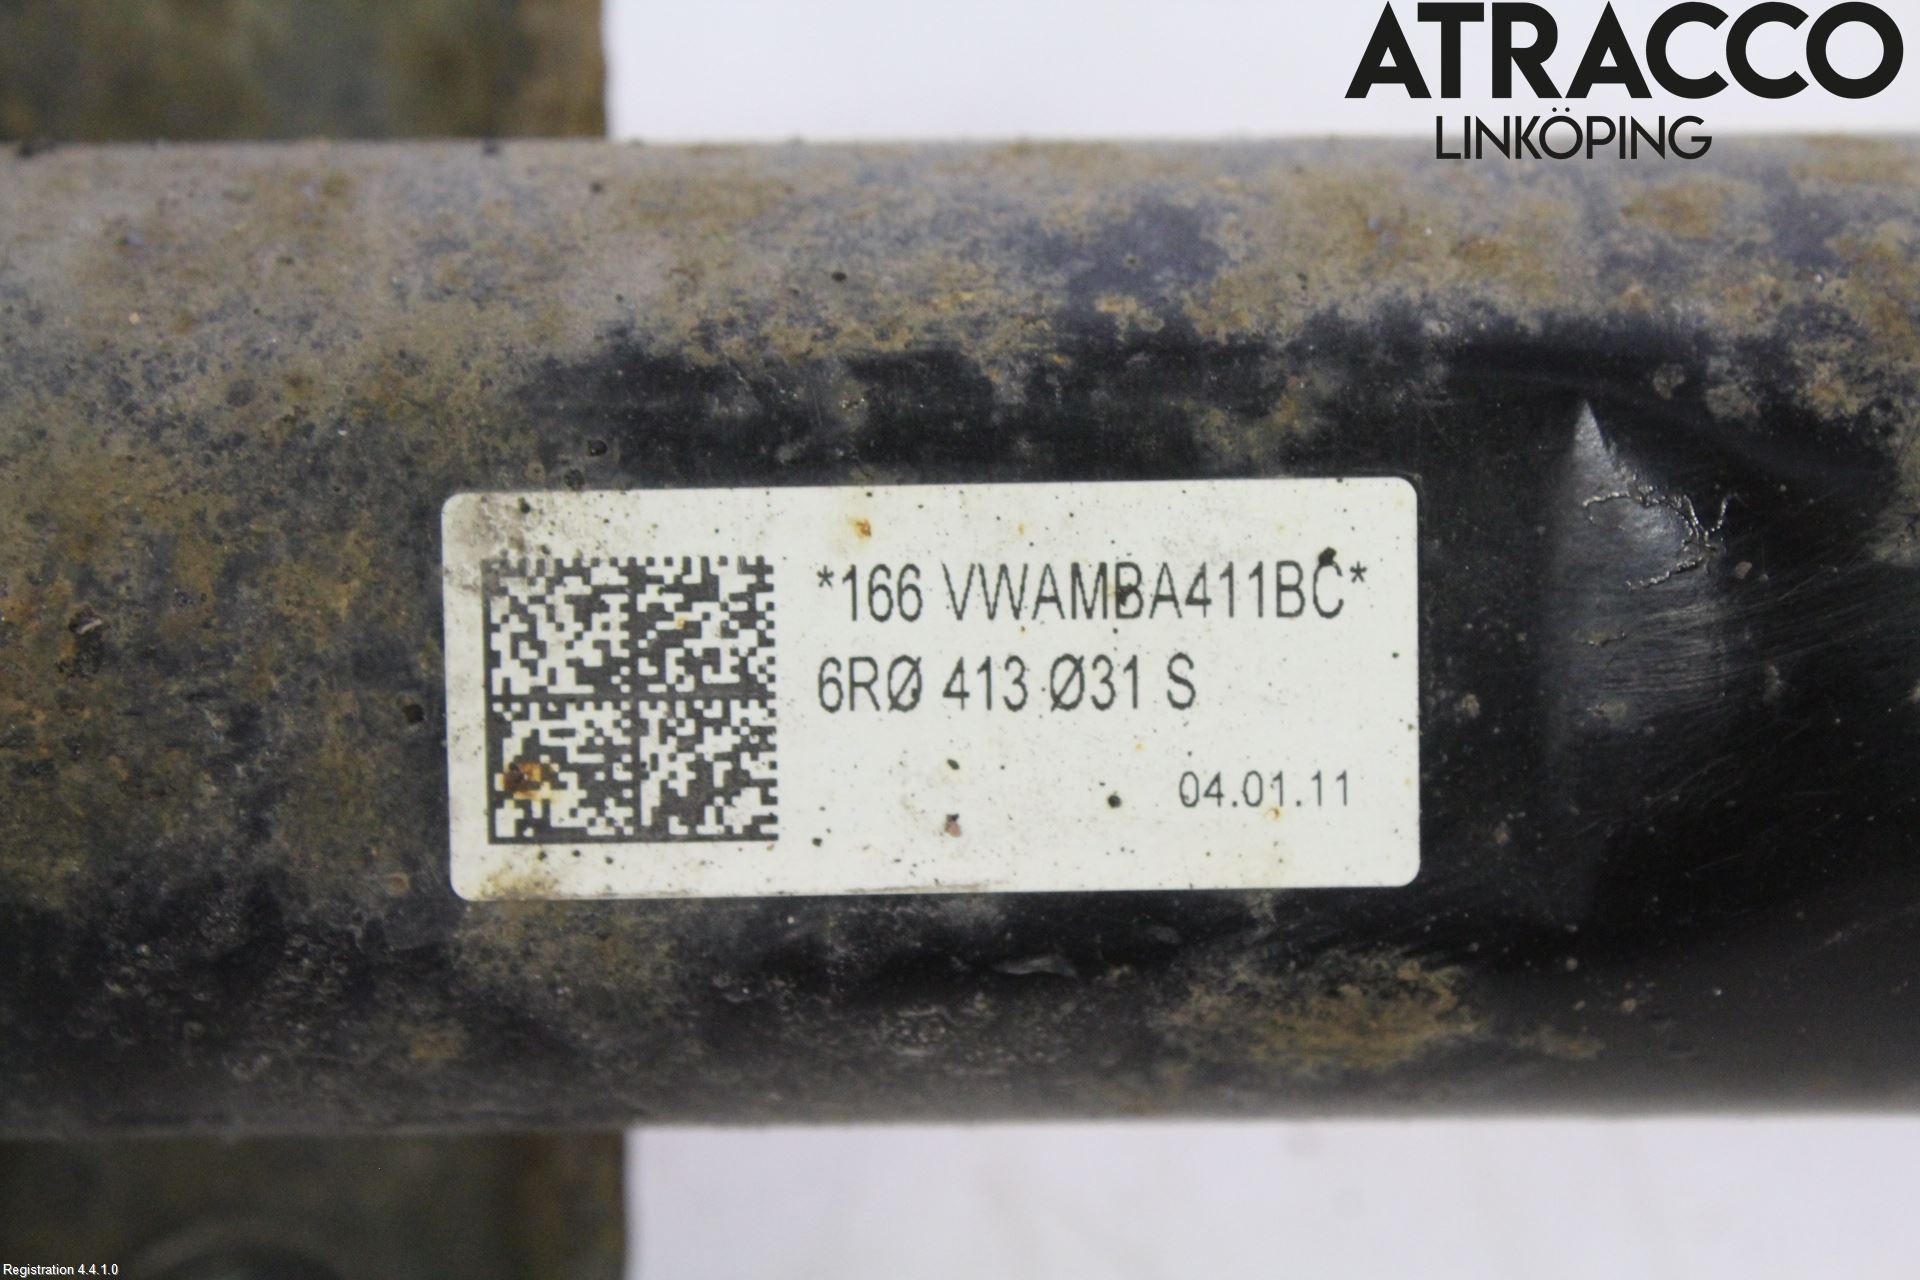 ATRACCO
LINKÖPING
*166 VWAMBA411BC*
6RØ 413 Ø31 S
04.01.11
Registration 4.4.1.0